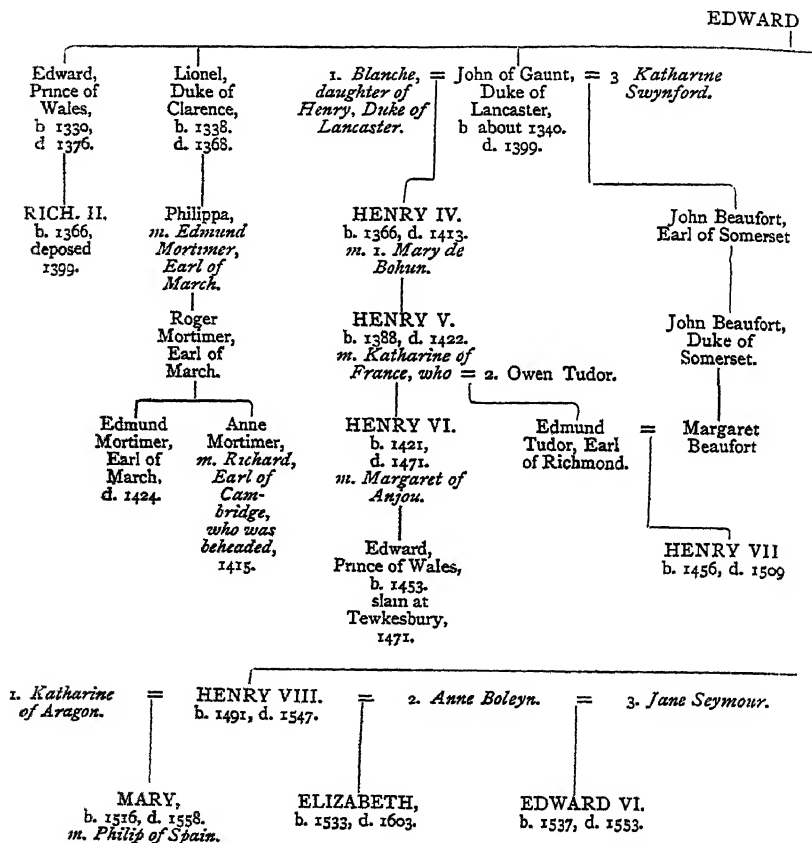 EDWARD
Edward,
Prince of
Wales,
b 1330,
d 1376.
Lionel,
Duke of
Clarence,
b. 1338.
d. 1368.
1. Blanche,
daughter of
Henry, Duke of
Lancaster.
=
John of Gaunt,
Duke of
Lancaster,
b about 1340.
d. 1399.
= 3 Katharine
Swynford.
RICH. II.
b. 1366,
deposed
1399.
Philippa,
m. Edmund
Mortimer,
Earl of
March.
HENRY IV.
b. 1366, d. 1413.
m. 1. Mary de
Bohun.
John Beaufort,
Earl of Somerset
Roger
Mortimer,
Earl of
March.
HENRY V.
b. 1388, d. 1422.
m. Katharine of
France, who = 2. Owen Tudor.
John Beaufort,
Duke of
Somerset.
Edmund
Mortimer,
Earl of
March,
d. 1424.
Anne
Mortimer,
m. Richard,
Earl of
Cam-
bridge,
who was
beheaded,
1415.
HENRY VI.
b. 1421,
d. 1471.
m. Margaret of
Anjou.
Edmund
Tudor, Earl
of Richmond.
=
Margaret
Beaufort
Edward,
Prince of Wales,
b. 1453.
slain at
Tewkesbury,
1471.
HENRY VII
b. 1456, d. 1509
1. Katharine
of Aragon.
=
HENRY VIII.
b. 1491, d. 1547.
= 2. Anne Boleyn. = 3. Jane Seymour.
MARY,
b. 1516, d. 1558.
m. Philip of Spain.
ELIZABETH,
b. 1533, d. 1603.
EDWARD VI.
b. 1537, d. 1553.